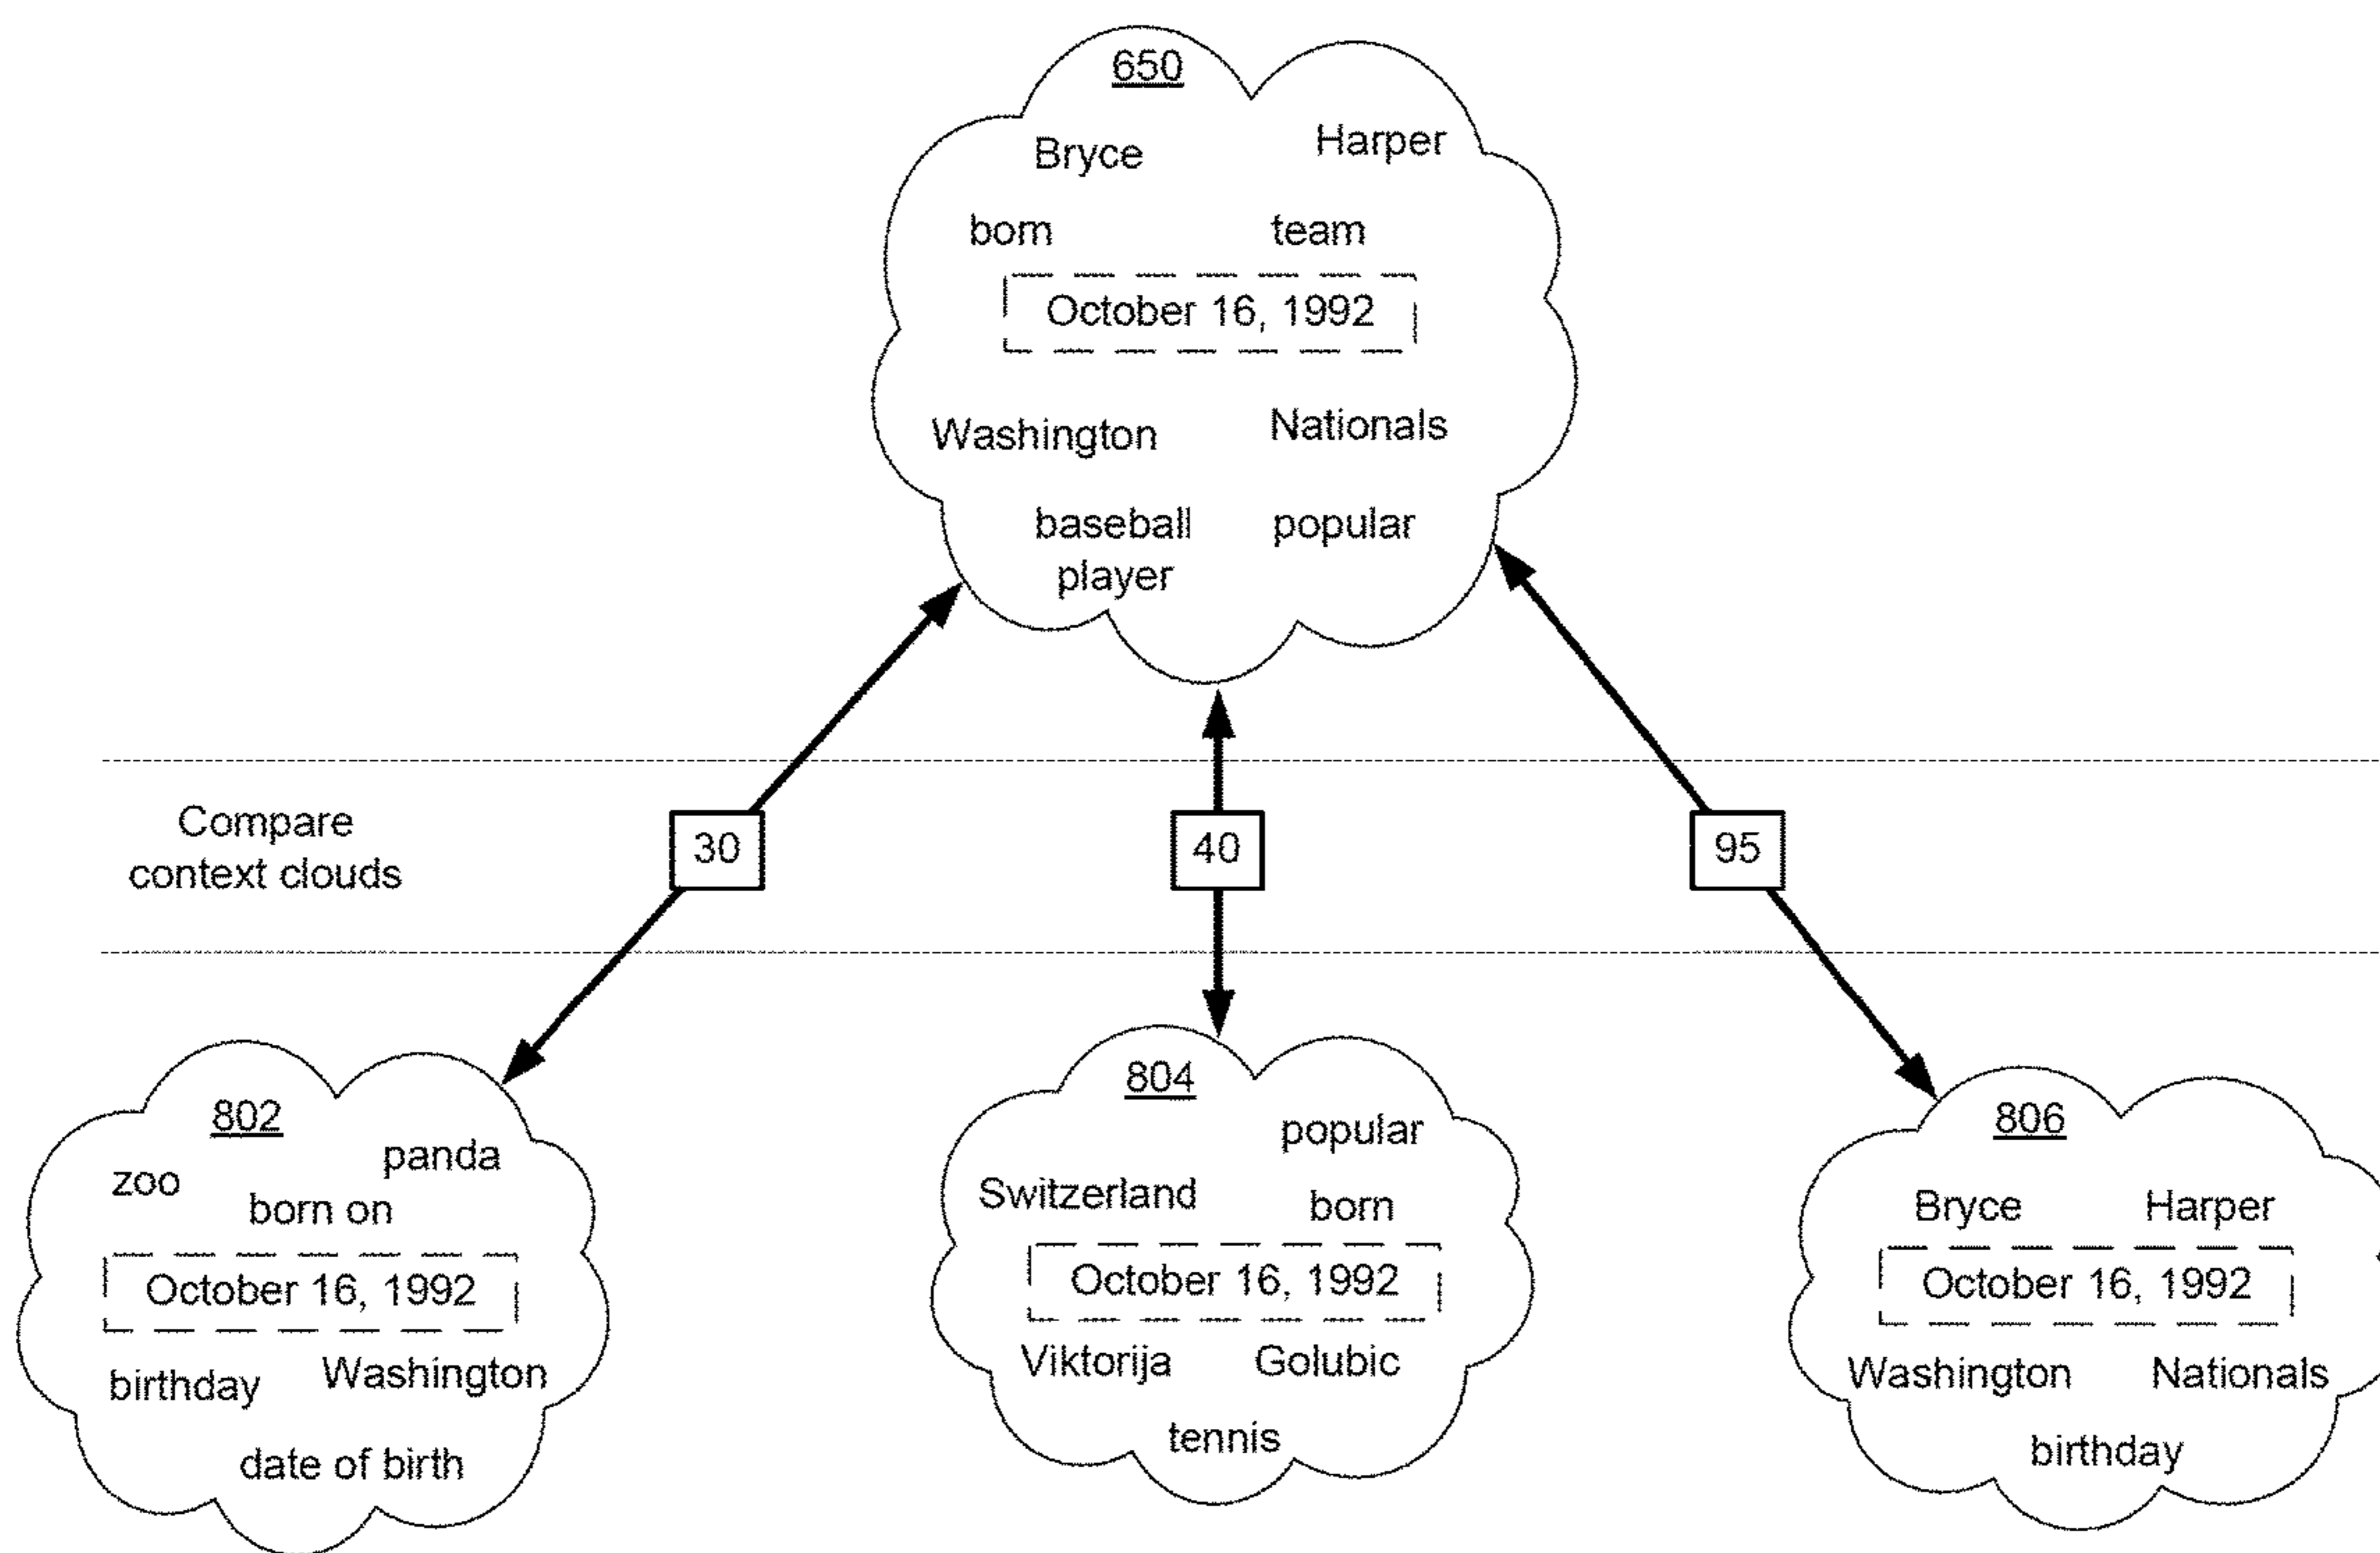 650
Bryce Harper
born team
October 16, 1992
Washington Nationals
baseball popular
player
Compare
context clouds
30 40 95
802
panda
zoo
born on
October 16, 1992
Washington
birthday
date of birth
804
popular
Switzerland
born
October 16, 1992
Viktorija Golubic
tennis
806
Bryce Harper
October 16, 1992
Washington Nationals
birthday